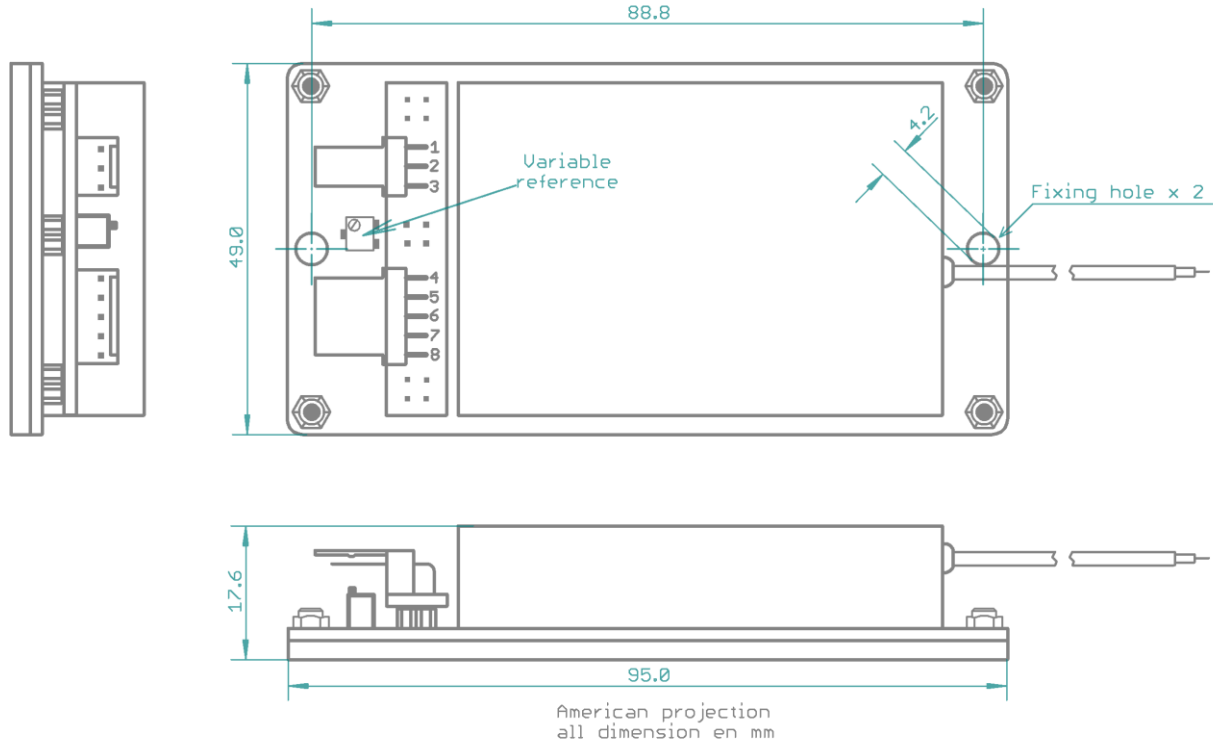 88.8
4.2
1
2
3
Variable
reference
Fixing hole x 2
49.0
4
5
6
7
8
17.6
95.0
American projection
all dimension en mm